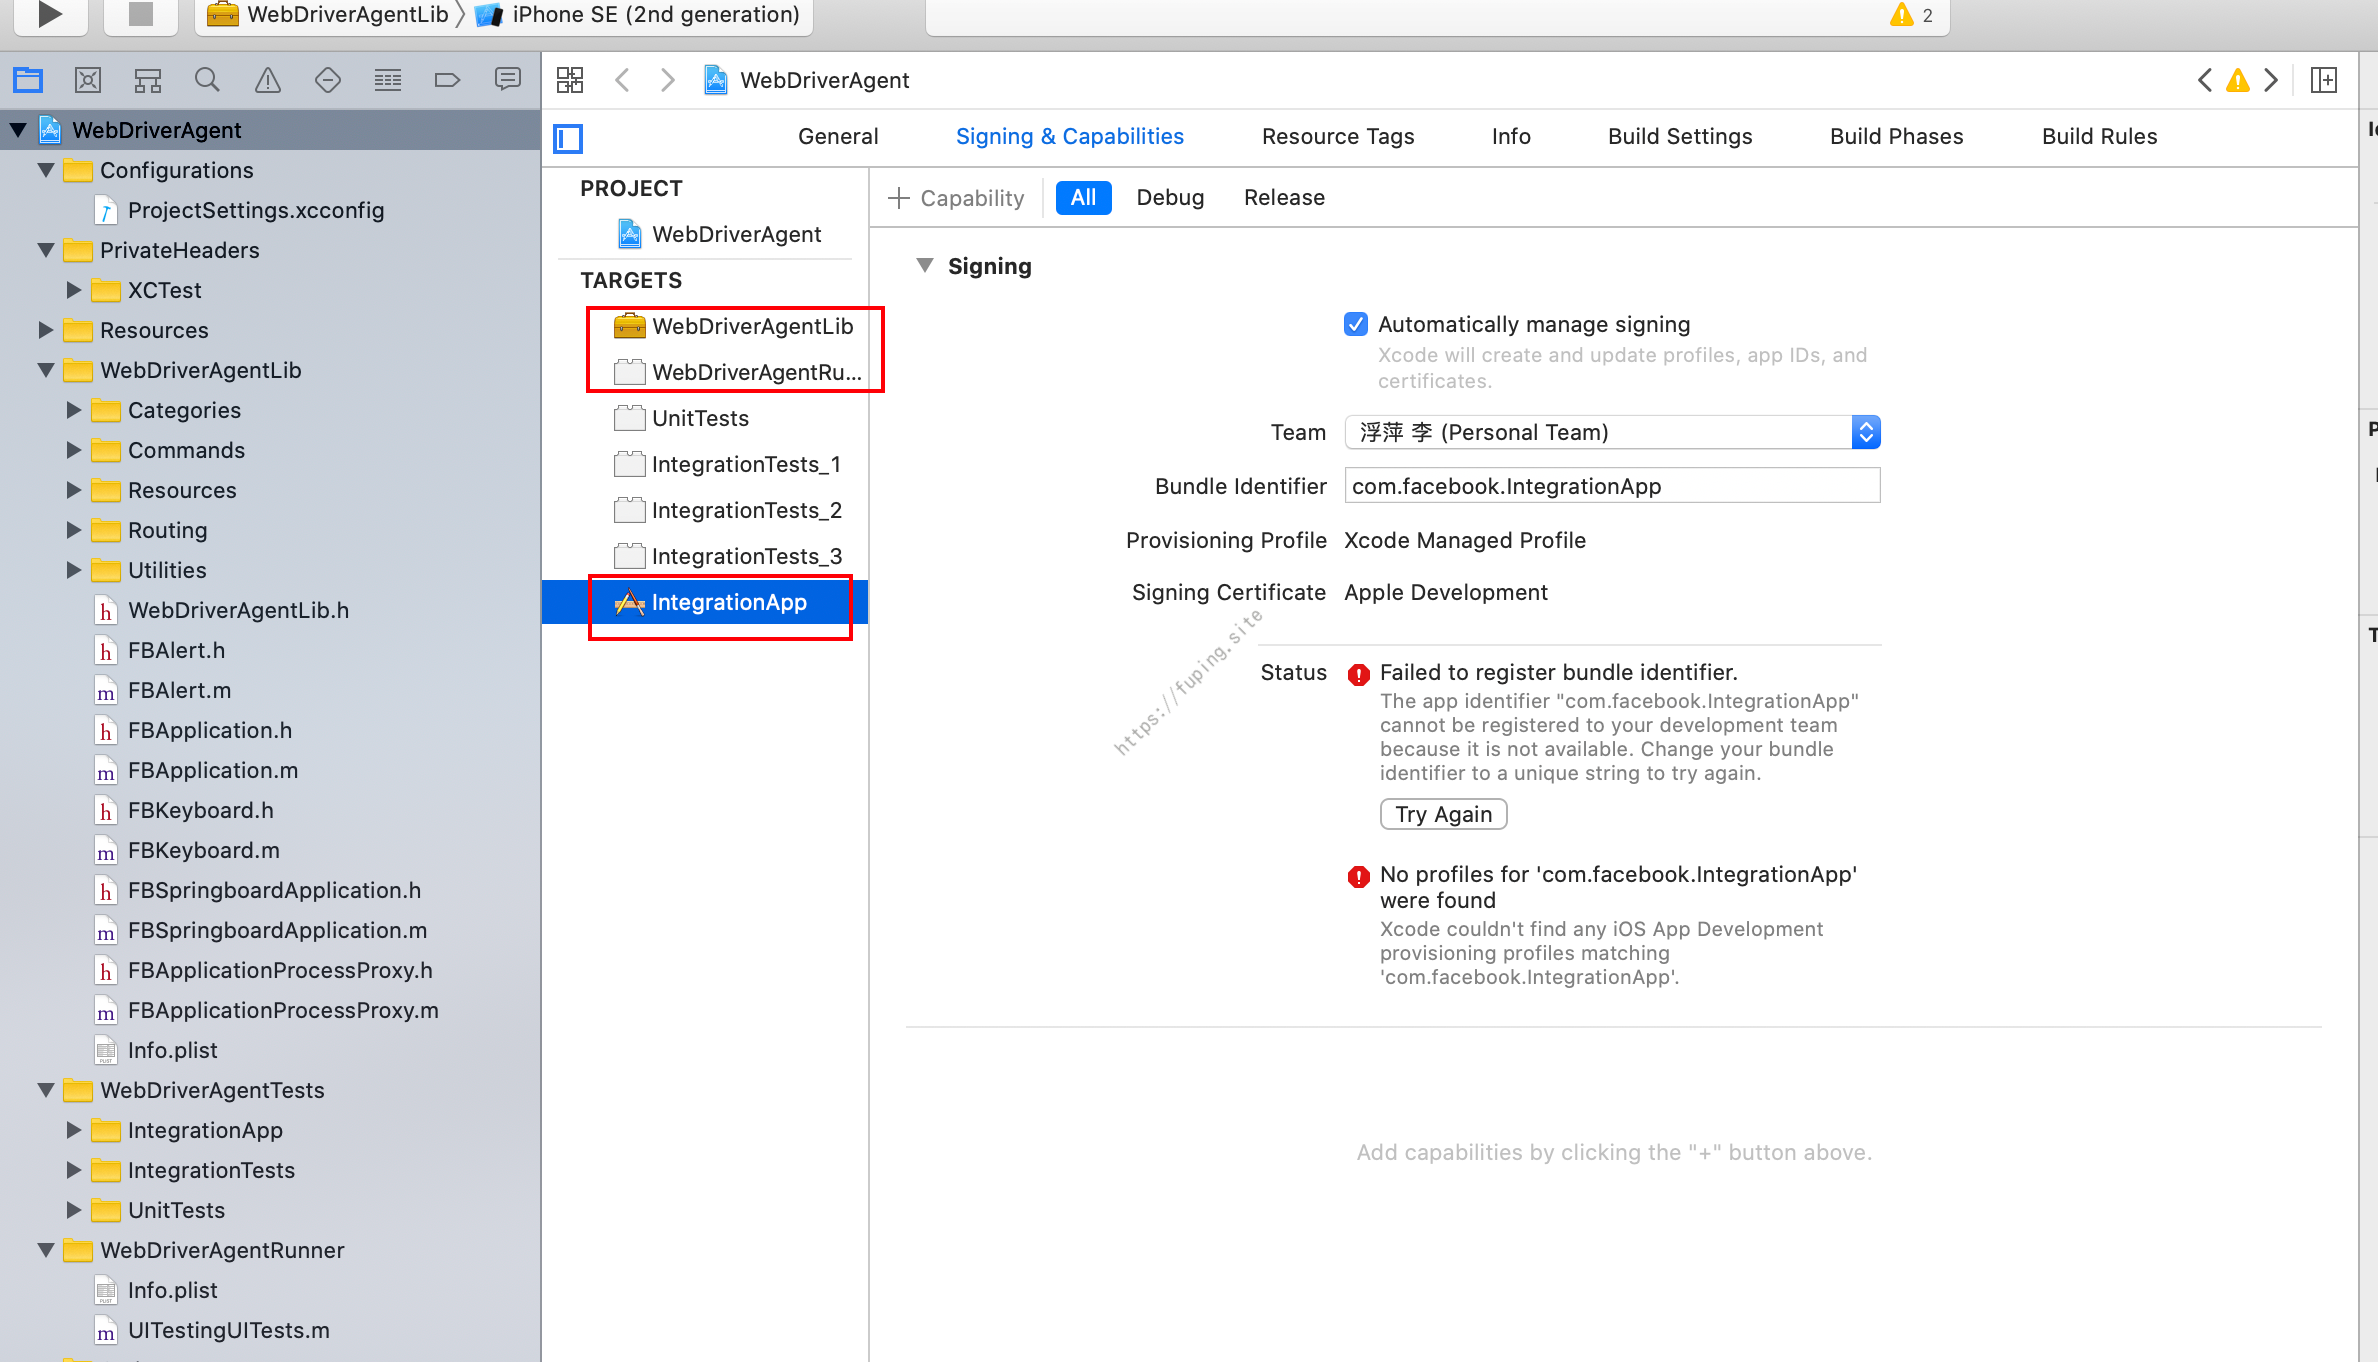 WebDriverAgentLib
iPhone SE (2nd generation)
2
WebDriverAgent
General
Signing & Capabilities
Resource Tags
Info
Build Settings
Build Phases
Build Rules
WebDriverAgent
Configurations
ProjectSettings.xcconfig
PrivateHeaders
XCTest
Resources
WebDriverAgentLib
Categories
Commands
Resources
Routing
Utilities
WebDriverAgentLib.h
FBAlert.h
FBAlert.m
FBApplication.h
FBApplication.m
FBKeyboard.h
FBKeyboard.m
FBSpringboardApplication.h
FBSpringboardApplication.m
FBApplicationProcessProxy.h
FBApplicationProcessProxy.m
Info.plist
WebDriverAgentTests
IntegrationApp
IntegrationTests
UnitTests
WebDriverAgentRunner
Info.plist
UITestingUITests.m
PROJECT
WebDriverAgent
TARGETS
WebDriverAgentLib
WebDriverAgentRu...
UnitTests
IntegrationTests_1
IntegrationTests_2
IntegrationTests_3
IntegrationApp
+ Capability
All
Debug
Release
Signing
Automatically manage signing
Xcode will create and update profiles, app IDs, and
certificates.
Team 浮萍 李 (Personal Team)
Bundle Identifier com.facebook.IntegrationApp
Provisioning Profile Xcode Managed Profile
Signing Certificate Apple Development
https://fuping.site
Status Failed to register bundle identifier.
The app identifier "com.facebook.IntegrationApp"
cannot be registered to your development team
because it is not available. Change your bundle
identifier to a unique string to try again.
Try Again
No profiles for 'com.facebook.IntegrationApp'
were found
Xcode couldn't find any iOS App Development
provisioning profiles matching
'com.facebook.IntegrationApp'.
Add capabilities by clicking the "+" button above.